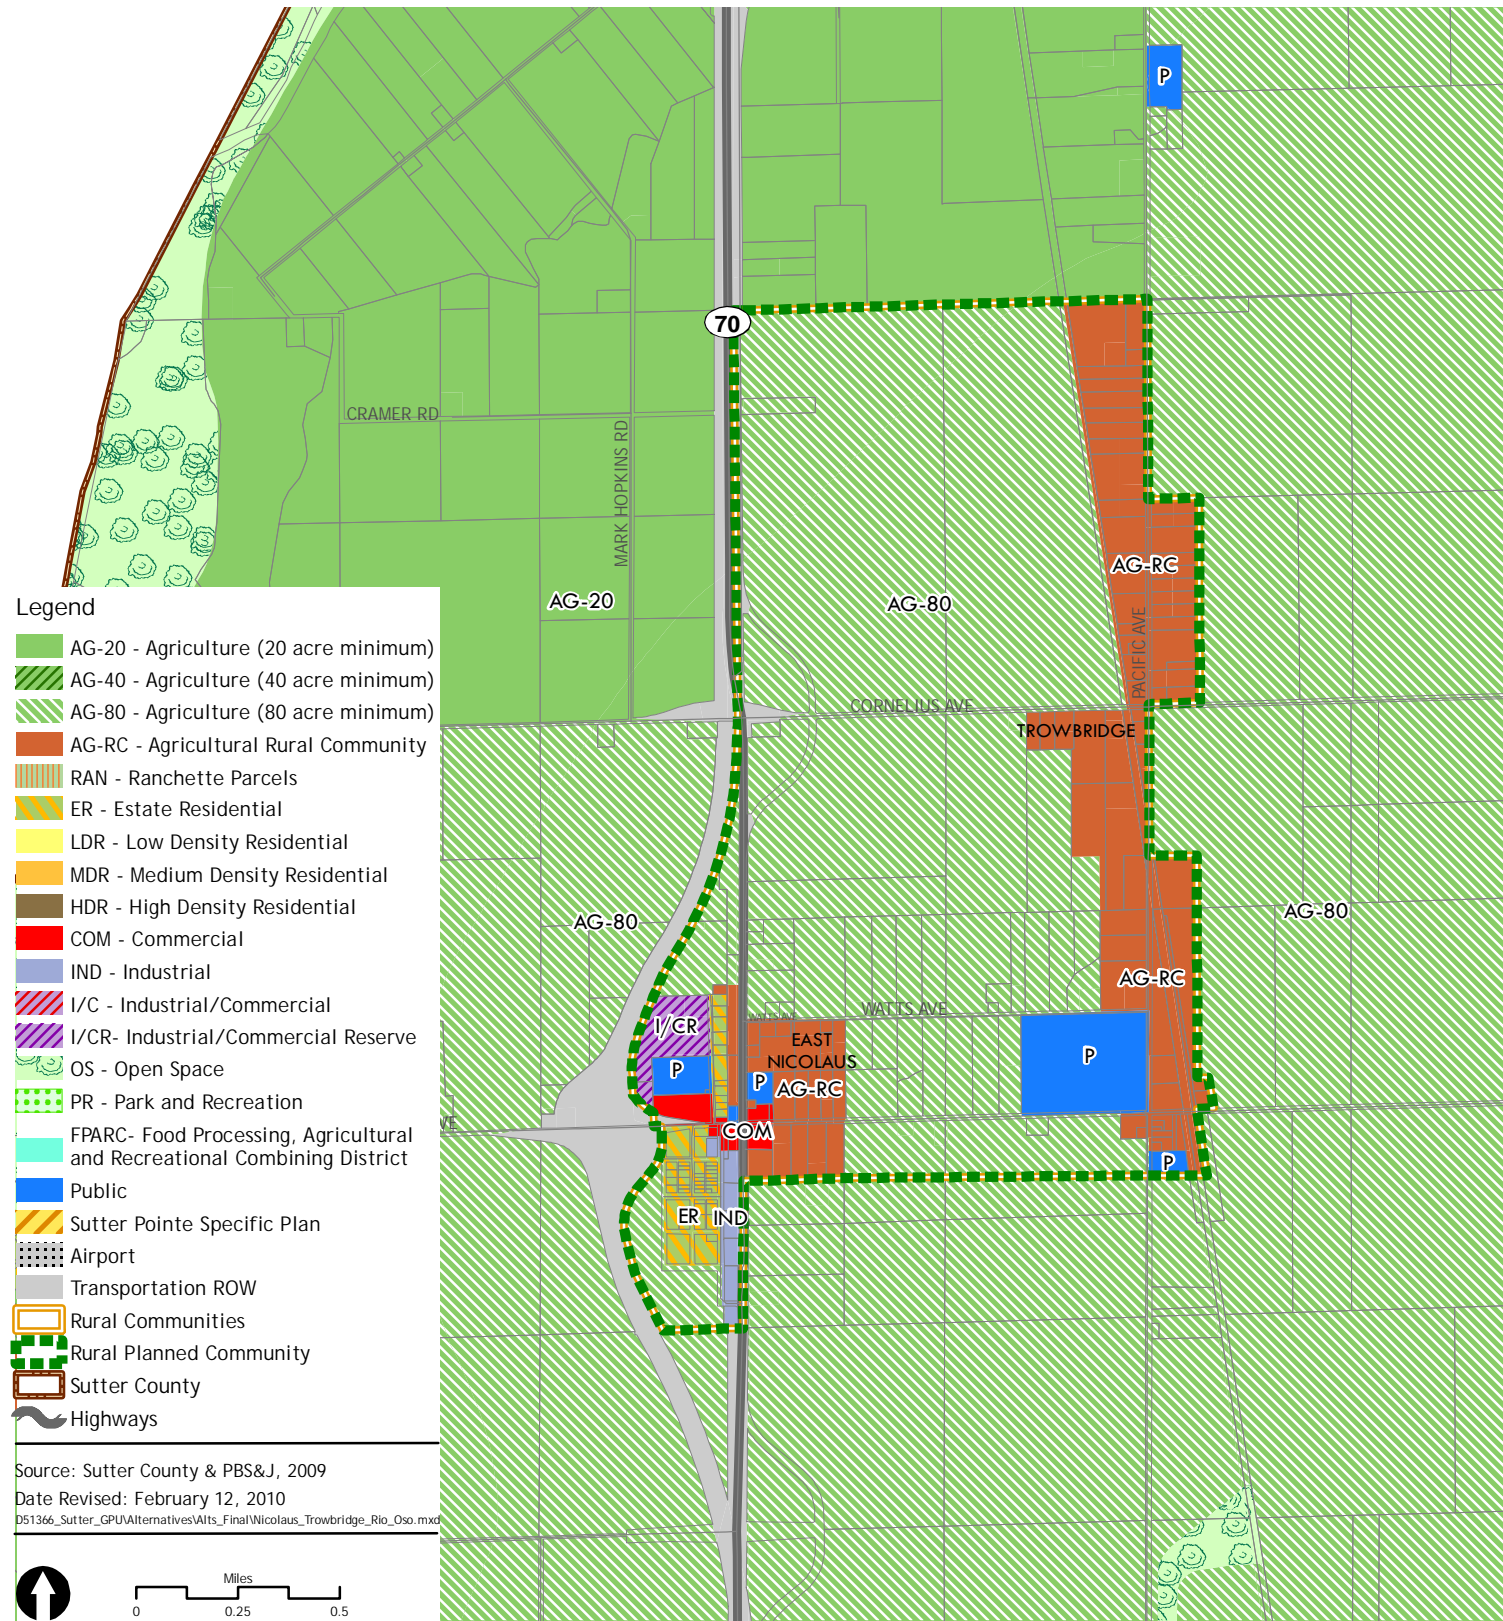 P
70
CRAMER RD
MARK HOPKINS RD
AG-RC
AG-20
AG-80
PACIFIC AVE
CORNELIUS AVE
TROWBRIDGE
AG-80
AG-80
AG-RC
WATTS AVE
WATTS AVE
I/CR
EAST
NICOLAUS
P
P
P
AG-RC
VE
COM
P
ER
IND
Legend
AG-20 - Agriculture (20 acre minimum)
AG-40 - Agriculture (40 acre minimum)
AG-80 - Agriculture (80 acre minimum)
AG-RC - Agricultural Rural Community
RAN - Ranchette Parcels
ER - Estate Residential
LDR - Low Density Residential
MDR - Medium Density Residential
HDR - High Density Residential
COM - Commercial
IND - Industrial
I/C - Industrial/Commercial
I/CR- Industrial/Commercial Reserve
OS - Open Space
PR - Park and Recreation
FPARC- Food Processing, Agricultural
and Recreational Combining District
Public
Sutter Pointe Specific Plan
Airport
Transportation ROW
Rural Communities
Rural Planned Community
Sutter County
Highways
Source: Sutter County & PBS&J, 2009
Date Revised: February 12, 2010
D51366_Sutter_GPU\Alternatives\Alts_Final\Nicolaus_Trowbridge_Rio_Oso.mxd
Miles
0 0.25 0.5